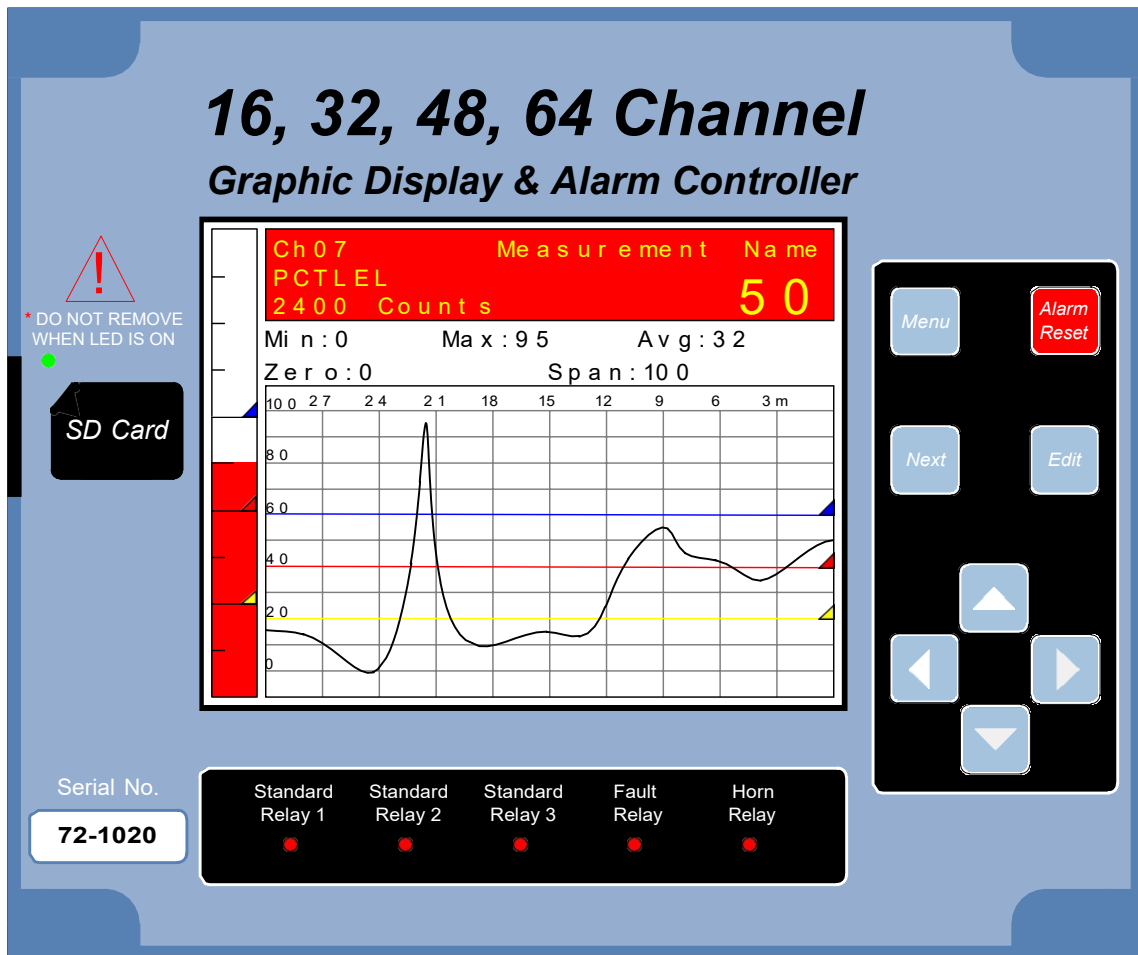 16, 32, 48, 64 Channel
Graphic Display & Alarm Controller
!
* DO NOT REMOVE
WHEN LED IS ON
SD Card
Ch07 Measurement Name
PCTLEL
2400 Counts 50
Min:0 Max:95 Avg:32
Zero:0 Span:100
100 27 24 21 18 15 12 9 6 3m
80
60
40
20
0
Menu
Alarm
Reset
Next
Edit
Serial No.
72-1020
Standard
Relay 1
Standard
Relay 2
Standard
Relay 3
Fault
Relay
Horn
Relay